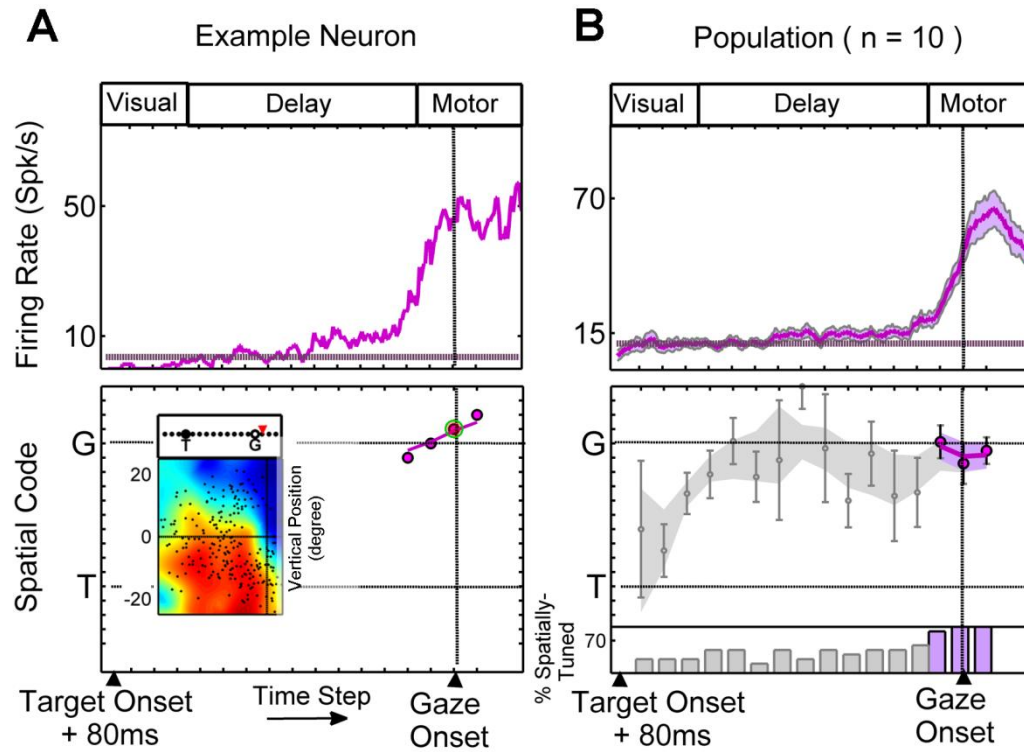 A
Example Neuron
Visual
Delay
Motor
Firing Rate (Spk/s)
50
10
Spatial Code
G
T
T
G
20
0
-20
Vertical Position
(degree)
Target Onset
+ 80ms
Time Step
Gaze
Onset
B
Population ( n = 10 )
Visual
Delay
Motor
70
15
G
T
% Spatially-
Tuned
70
Target Onset
+ 80ms
Gaze
Onset